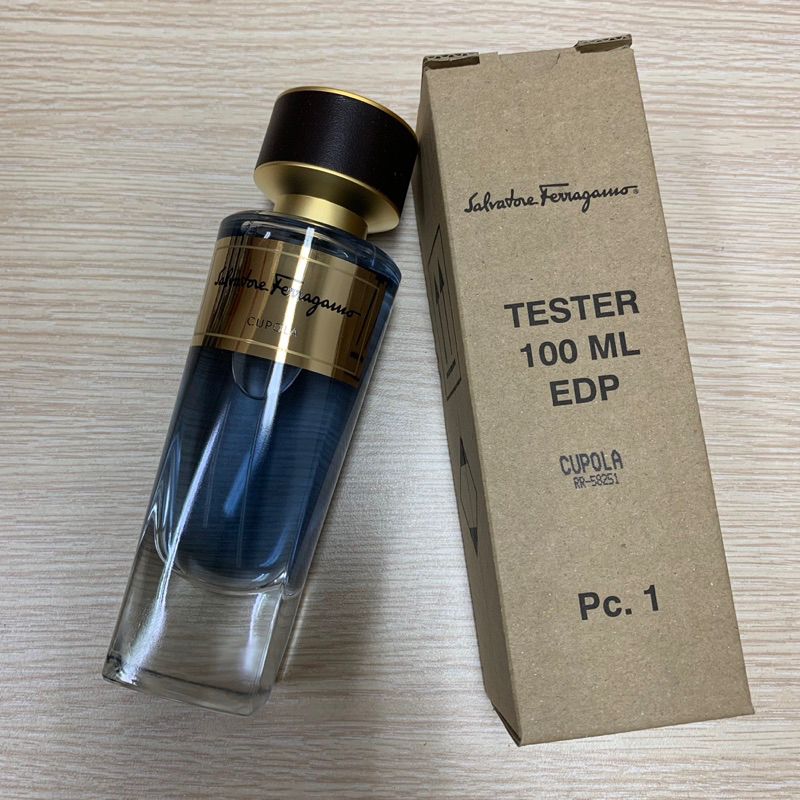 Salvatore Ferragamo
CUPOLA
Salvatore Ferragamo
TESTER
100 ML
EDP
CUPOLA
RR-58251
Pc. 1